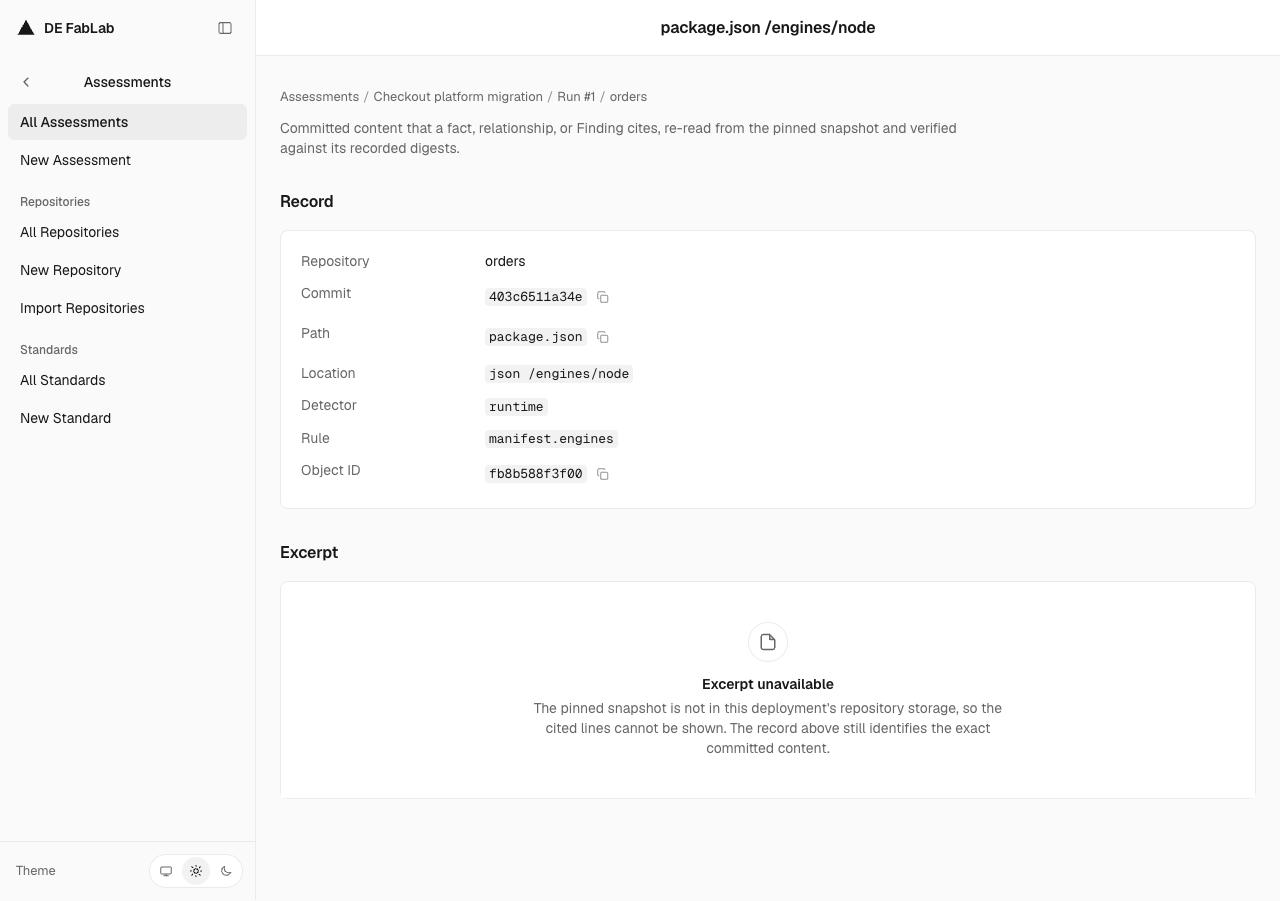 DE FabLab
Assessments
All Assessments
New Assessment
Repositories
All Repositories
New Repository
Import Repositories
Standards
All Standards
New Standard
Theme
package.json /engines/node
Assessments / Checkout platform migration / Run #1 / orders
Committed content that a fact, relationship, or Finding cites, re-read from the pinned snapshot and verified
against its recorded digests.
Record
Repository orders
Commit 403c6511a34e
Path package.json
Location json /engines/node
Detector runtime
Rule manifest.engines
Object ID fb8b588f3f00
Excerpt
Excerpt unavailable
The pinned snapshot is not in this deployment's repository storage, so the
cited lines cannot be shown. The record above still identifies the exact
committed content.